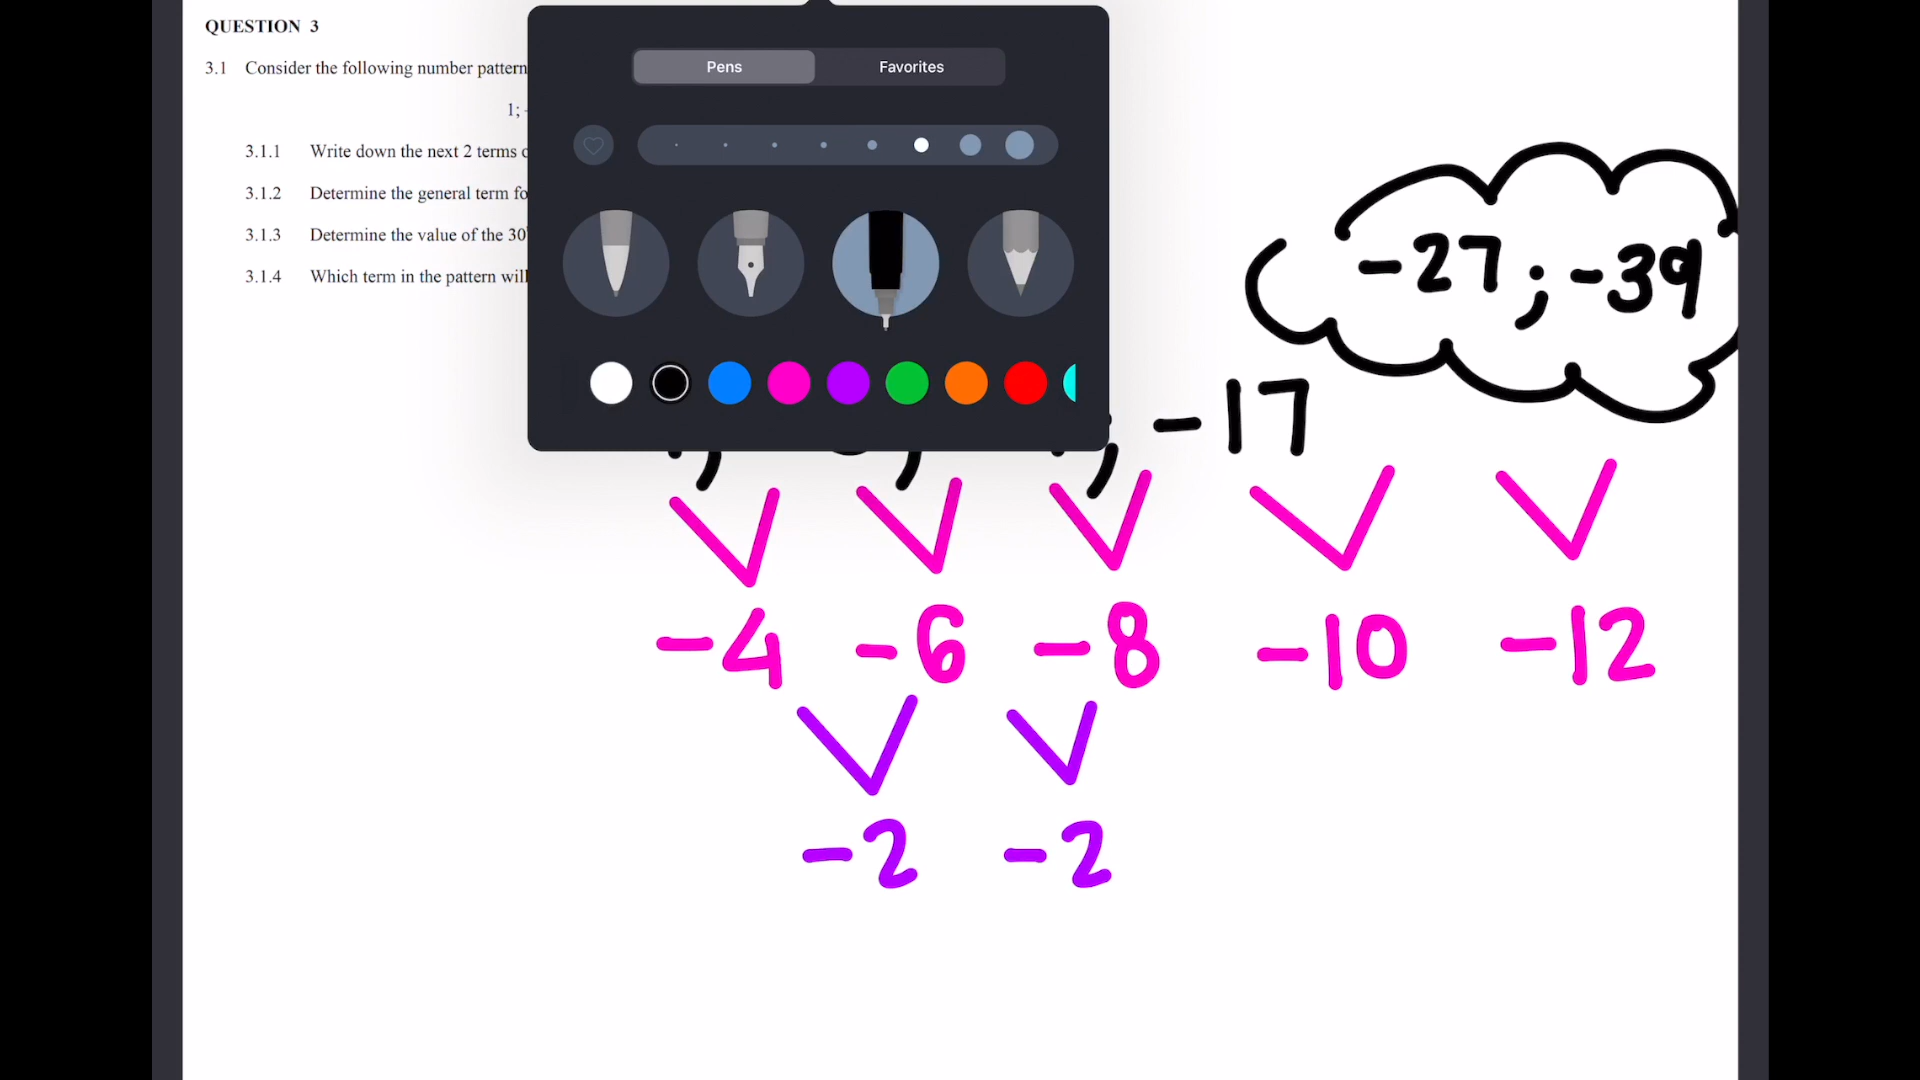 QUESTION 3
3.1 Consider the following number pattern
1; -
3.1.1 Write down the next 2 terms
3.1.2 Determine the general term
3.1.3 Determine the value of the 30
3.1.4 Which term in the pattern will
Pens Favorites
-27; -39
; -17
-4 -6 -8 -10 -12
-2 -2